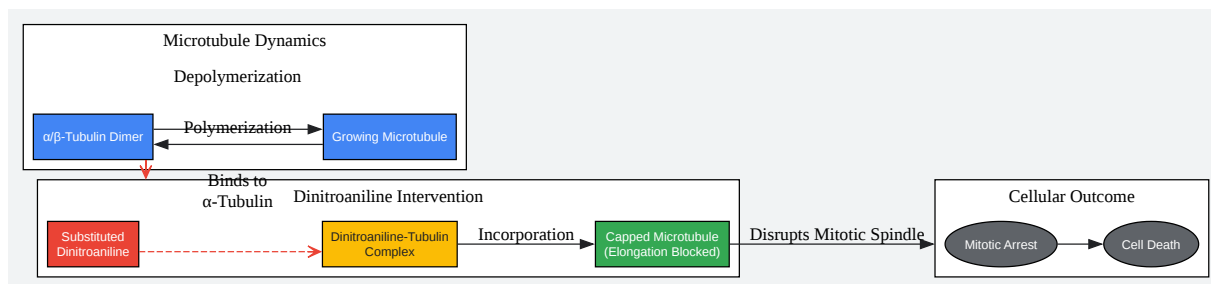 Microtubule Dynamics
Depolymerization
α/β-Tubulin Dimer
Polymerization
Growing Microtubule
Binds to
α-Tubulin
Dinitroaniline Intervention
Substituted
Dinitroaniline
Dinitroaniline-Tubulin
Complex
Incorporation
Capped Microtubule
(Elongation Blocked)
Disrupts Mitotic Spindle
Cellular Outcome
Mitotic Arrest
Cell Death